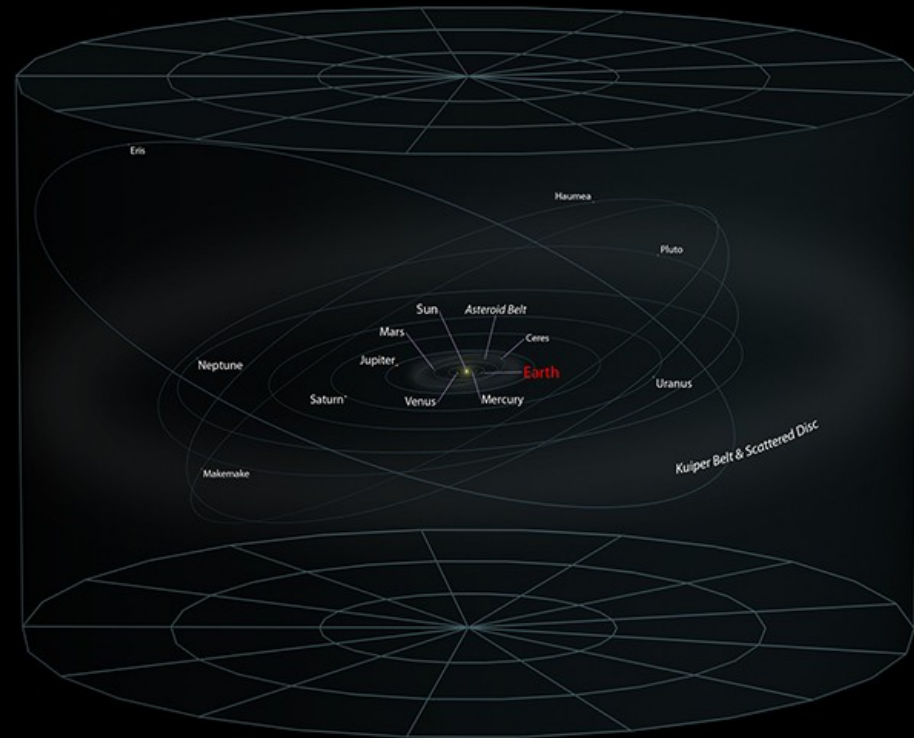 Eris
Haumea
Pluto
Sun
Asteroid Belt
Mars
Ceres
Jupiter
Neptune
Earth
Uranus
Saturn
Venus
Mercury
Kuiper Belt & Scattered Disc
Makemake